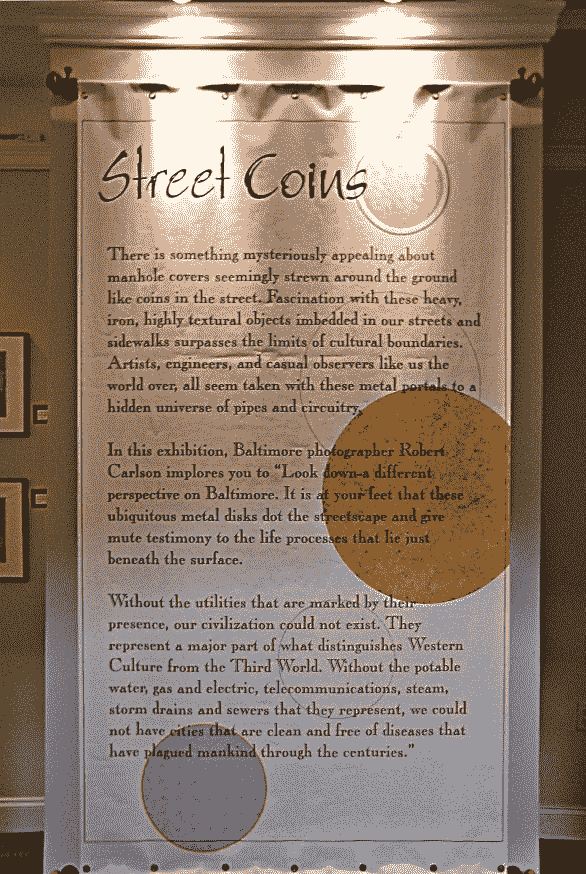 Street Coins
There is something mysteriously appealing about
manhole covers seemingly strewn around the ground
like coins in the street. Fascination with these heavy,
iron, highly textural objects imbedded in our streets and
sidewalks surpasses the limits of cultural boundaries.
Artists, engineers, and casual observers like us the
world over, all seem taken with these metal portals to a
hidden universe of pipes and circuitry.
In this exhibition, Baltimore photographer Robert
Carlson implores you to “Look down-a different
perspective on Baltimore. It is at your feet that these
ubiquitous metal disks dot the streetscape and give
mute testimony to the life processes that lie just
beneath the surface.
Without the utilities that are marked by their
presence, our civilization could not exist. They
represent a major part of what distinguishes Western
Culture from the Third World. Without the potable
water, gas and electric, telecommunications, steam,
storm drains and sewers that they represent, we could
not have cities that are clean and free of diseases that
have plagued mankind through the centuries.”